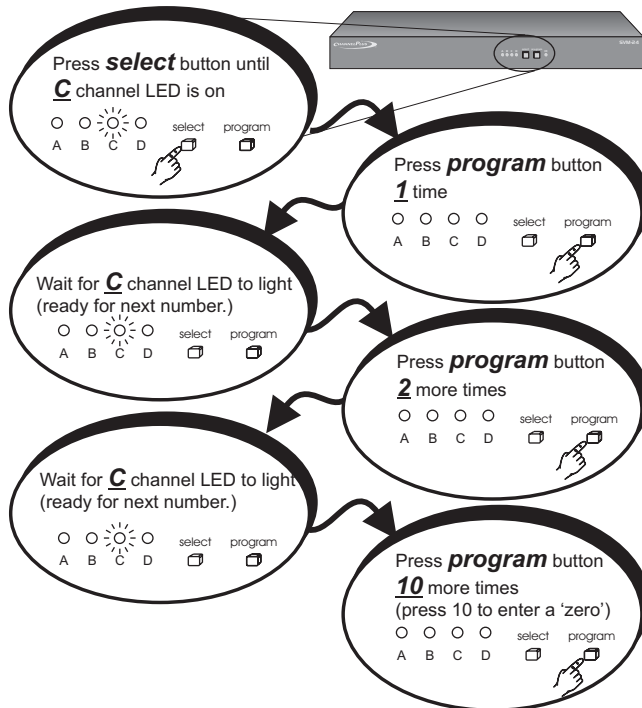 Press select button until
C channel LED is on
A B C D select program
Press program button
1 time
A B C D select program
Wait for C channel LED to light
(ready for next number.)
A B C D select program
Press program button
2 more times
A B C D select program
Wait for C channel LED to light
(ready for next number.)
A B C D select program
Press program button
10 more times
(press 10 to enter a ‘zero’)
A B C D select program